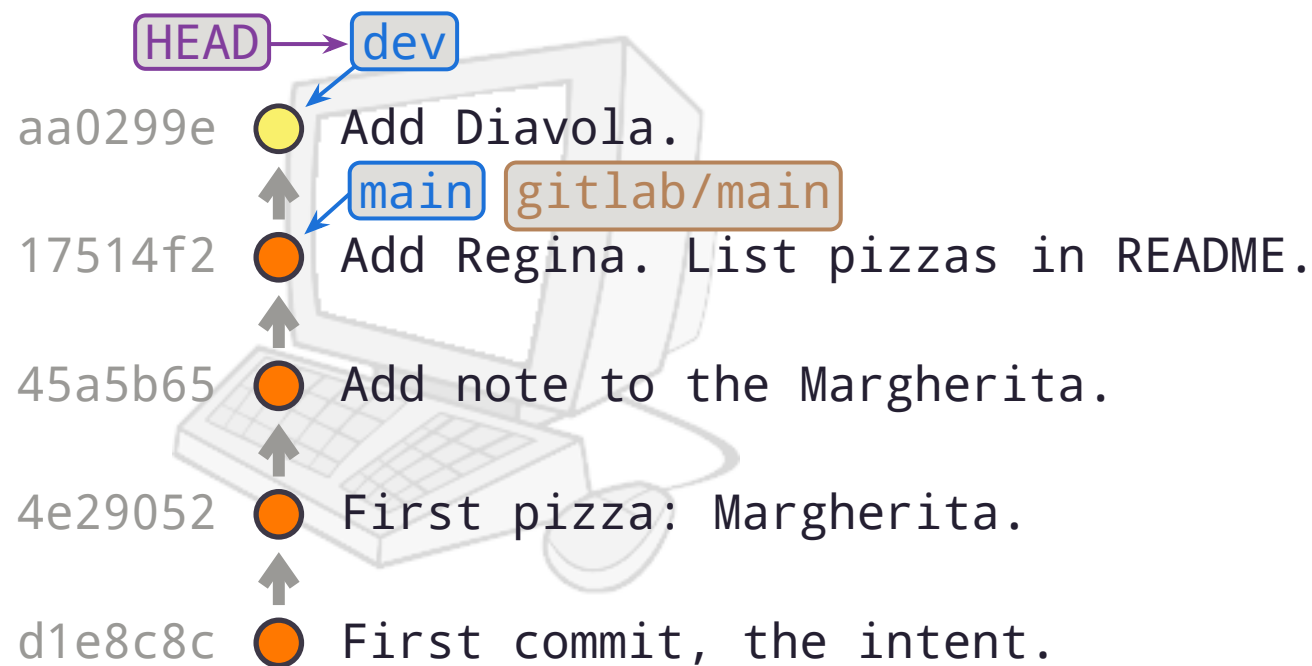 HEAD dev
aa0299e Add Diavola.
main gitlab/main
17514f2 Add Regina. List pizzas in README.
45a5b65 Add note to the Margherita.
4e29052 First pizza: Margherita.
d1e8c8c First commit, the intent.